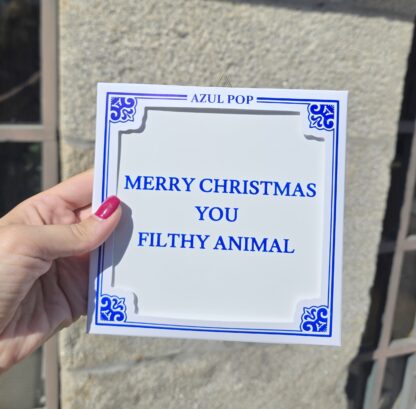 AZUL POP
MERRY CHRISTMAS
YOU
FILTHY ANIMAL